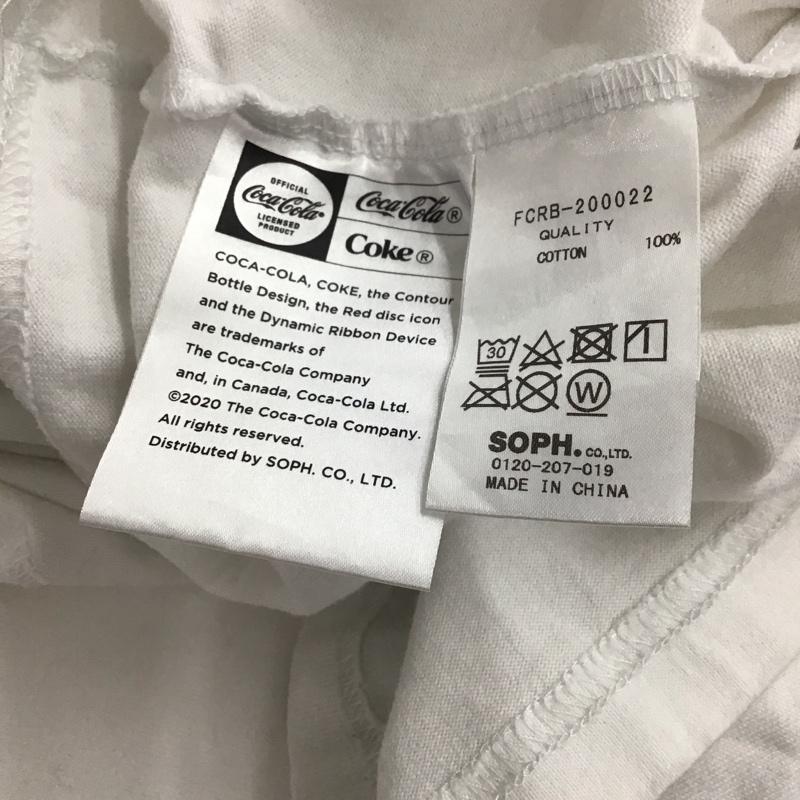 OFFICIAL
Coca-Cola®
LICENSED
PRODUCT
Coca-Cola®
Coke®
COCA-COLA, COKE, the Contour
Bottle Design, the Red disc icon
and the Dynamic Ribbon Device
are trademarks of
The Coca-Cola Company
and, in Canada, Coca-Cola Ltd.
©2020 The Coca-Cola Company.
All rights reserved.
Distributed by SOPH. CO., LTD.
FCRB-200022
QUALITY
COTTON 100%
30
W
SOPH. CO.,LTD.
0120-207-019
MADE IN CHINA